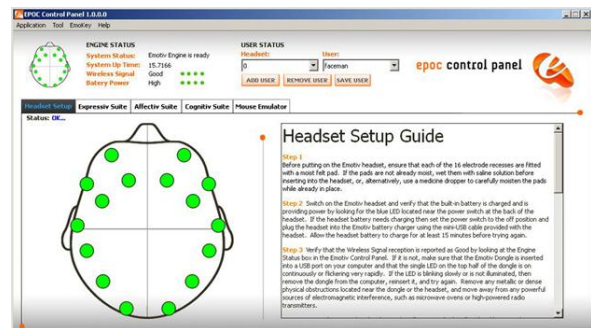 EPOC Control Panel 1.0.0.0
Application Tool EmoKey Help
ENGINE STATUS
System Status: Emotiv Engine is ready
System Up Time: 15.7166
Wireless Signal Good
Batery Power High
USER STATUS
Headset: User:
0 faceman
ADD USER REMOVE USER SAVE USER
epoc control panel
Headset Setup Expressiv Suite Affectiv Suite Cognitiv Suite Mouse Emulator
Status: OK...
Headset Setup Guide
Step 1
Before putting on the Emotiv headset, ensure that each of the 16 electrode recesses are fitted
with a moist felt pad. If the pads are not already moist, wet them with saline solution before
inserting into the headset, or, alternatively, use a medicine dropper to carefully moisten the pads
while already in place.
Step 2 Switch on the Emotiv headset and verify that the built-in battery is charged and is
providing power by looking for the blue LED located near the power switch at the back of the
headset. If the headset battery needs charging then set the power switch to the off position and
plug the headset into the Emotiv battery charger using the mini-USB cable provided with the
headset. Allow the headset battery to charge for at least 15 minutes before trying again.
Step 3 Verify that the Wireless Signal reception is reported as Good by looking at the Engine
Status box in the Emotiv Control Panel. If it is not, make sure that the Emotiv Dongle is inserted
into a USB port on your computer and that the single LED on the top half of the dongle is on
continuously or flickering very rapidly. If the LED is blinking slowly or is not illuminated, then
remove the dongle from the computer, reinsert it, and try again. Remove any metallic or dense
physical obstructions located near the dongle or the headset, and move away from any powerful
sources of electromagnetic interference, such as microwave ovens or high-powered radio
transmitters.